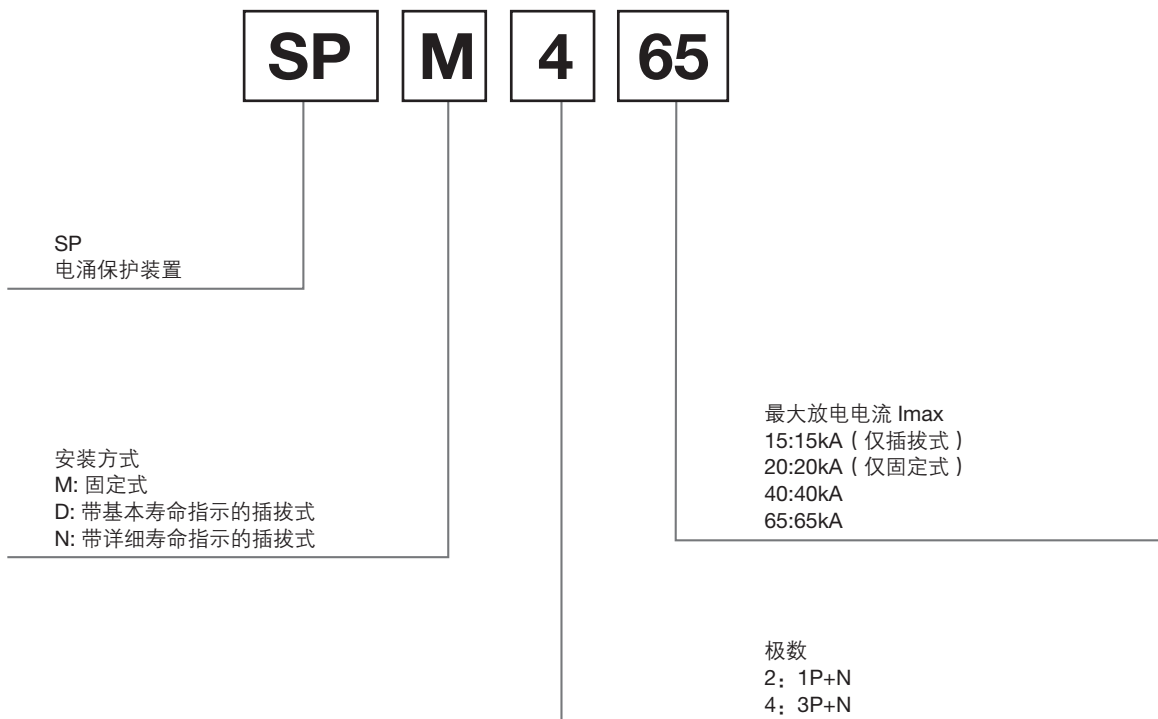 SP M 4 65
SP
电涌保护装置
安装方式
M: 固定式
D: 带基本寿命指示的插拔式
N: 带详细寿命指示的插拔式
最大放电电流 Imax
15:15kA（仅插拔式）
20:20kA（仅固定式）
40:40kA
65:65kA
极数
2：1P+N
4：3P+N